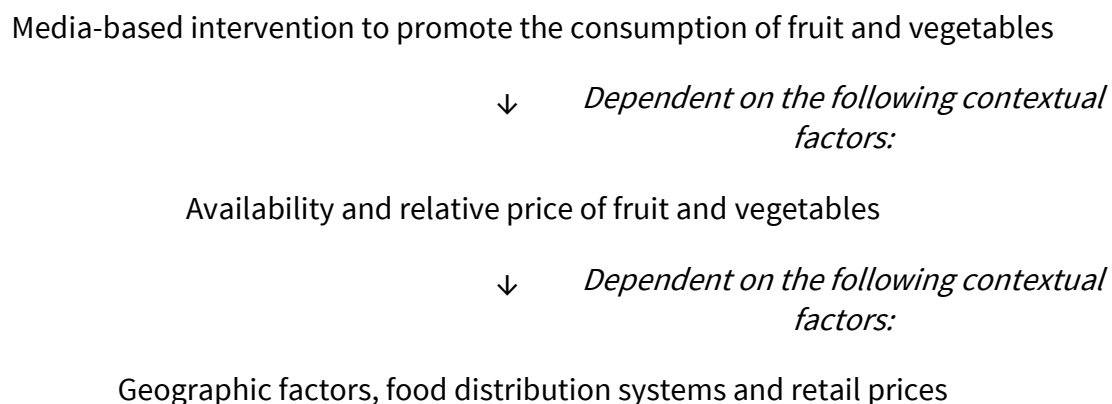 Media-based intervention to promote the consumption of fruit and vegetables
↓ Dependent on the following contextual
factors:
Availability and relative price of fruit and vegetables
↓ Dependent on the following contextual
factors:
Geographic factors, food distribution systems and retail prices